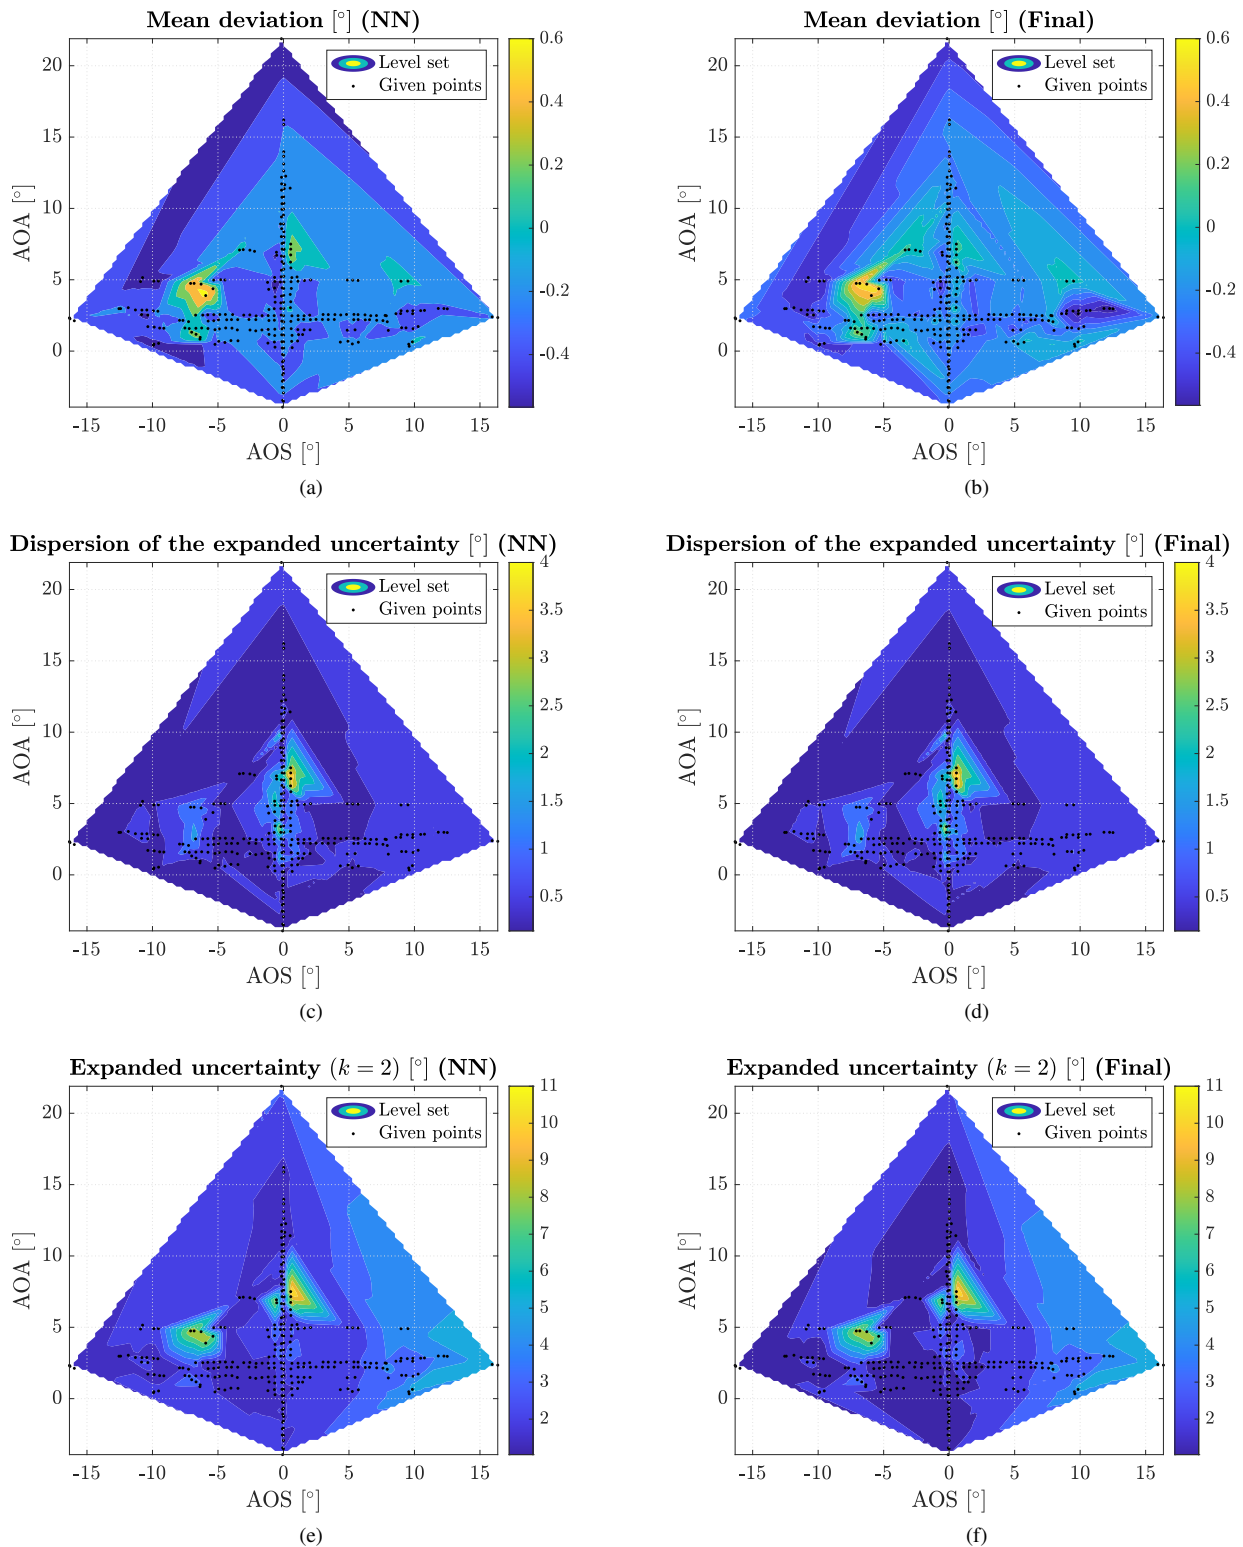 Mean deviation [°] (NN)
Level set
Given points
AOA [°]
20
15
10
5
0
-15 -10 -5 0 5 10 15
AOS [°]
0.6
0.4
0.2
0
-0.2
-0.4
(a)
Mean deviation [°] (Final)
Level set
Given points
AOA [°]
20
15
10
5
0
-15 -10 -5 0 5 10 15
AOS [°]
0.6
0.4
0.2
0
-0.2
-0.4
(b)
Dispersion of the expanded uncertainty [°] (NN)
Level set
Given points
AOA [°]
20
15
10
5
0
-15 -10 -5 0 5 10 15
AOS [°]
4
3.5
3
2.5
2
1.5
1
0.5
(c)
Dispersion of the expanded uncertainty [°] (Final)
Level set
Given points
AOA [°]
20
15
10
5
0
-15 -10 -5 0 5 10 15
AOS [°]
4
3.5
3
2.5
2
1.5
1
0.5
(d)
Expanded uncertainty (k = 2) [°] (NN)
Level set
Given points
AOA [°]
20
15
10
5
0
-15 -10 -5 0 5 10 15
AOS [°]
11
10
9
8
7
6
5
4
3
2
(e)
Expanded uncertainty (k = 2) [°] (Final)
Level set
Given points
AOA [°]
20
15
10
5
0
-15 -10 -5 0 5 10 15
AOS [°]
11
10
9
8
7
6
5
4
3
2
(f)